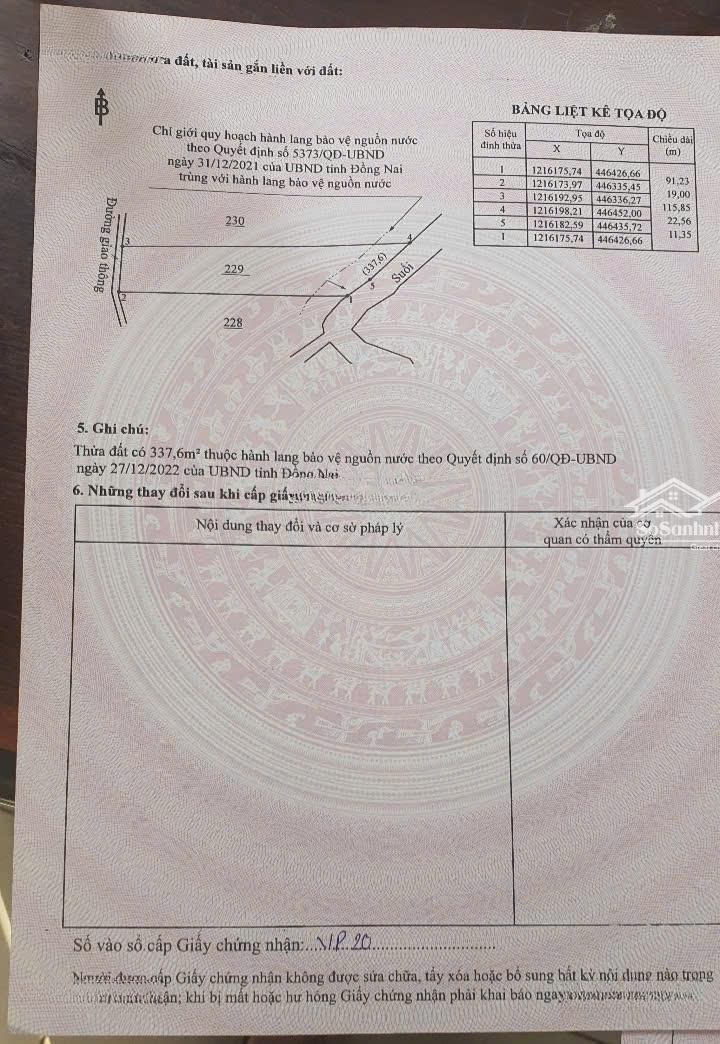 đất, tài sản gắn liền với đất:
B
Chỉ giới quy hoạch hành lang bảo vệ nguồn nước
theo Quyết định số 5373/QĐ-UBND
ngày 31/12/2021 của UBND tỉnh Đồng Nai
trùng với hành lang bảo vệ nguồn nước
Đường giao thông
230
229
228
3
4
2
1
5
(337,6)
Suối
BẢNG LIỆT KÊ TỌA ĐỘ
Số hiệu đỉnh thửa Tọa độ Chiều dài (m)
X Y
1 1216175,74 446426,66
91,23
2 1216173,97 446335,45
19,00
3 1216192,95 446336,27
115,85
4 1216198,21 446452,00
22,56
5 1216182,59 446435,72
11,35
1 1216175,74 446426,66
5. Ghi chú:
Thửa đất có 337,6m² thuộc hành lang bảo vệ nguồn nước theo Quyết định số 60/QĐ-UBND
ngày 27/12/2022 của UBND tỉnh Đồng Nai
6. Những thay đổi sau khi cấp giấy
Nội dung thay đổi và cơ sở pháp lý
Xác nhận của cơ
quan có thẩm quyền
Số vào sổ cấp Giấy chứng nhận:...VP 20...
Người được cấp Giấy chứng nhận không được sửa chữa, tẩy xóa hoặc bổ sung bất kỳ nội dung nào trong
nhận; khi bị mất hoặc hư hỏng Giấy chứng nhận phải khai báo ngay